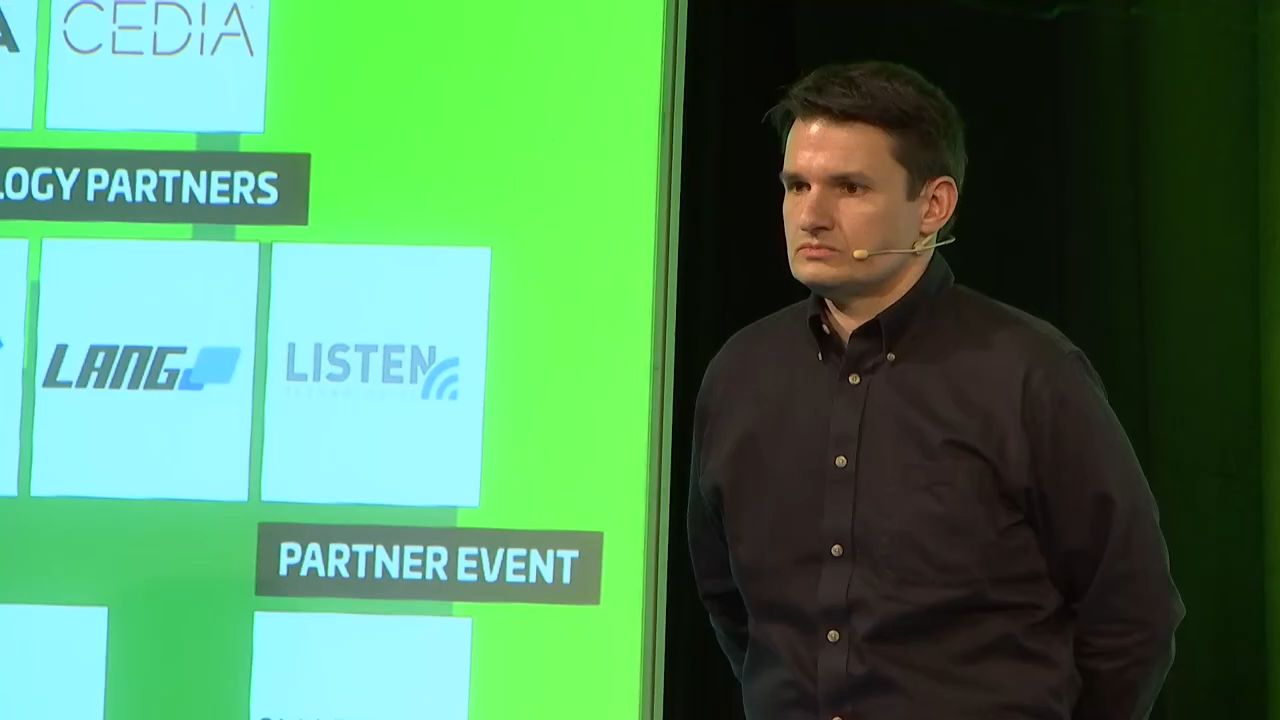 CEDIA
LOGY PARTNERS
LANG
LISTEN
PARTNER EVENT